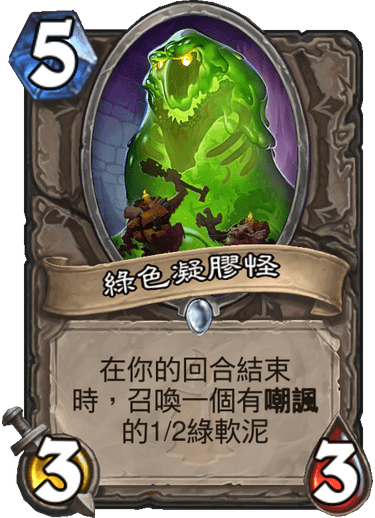 5
綠色凝膠怪
在你的回合結束
時，召喚一個有嘲諷
的1/2綠軟泥
3
3